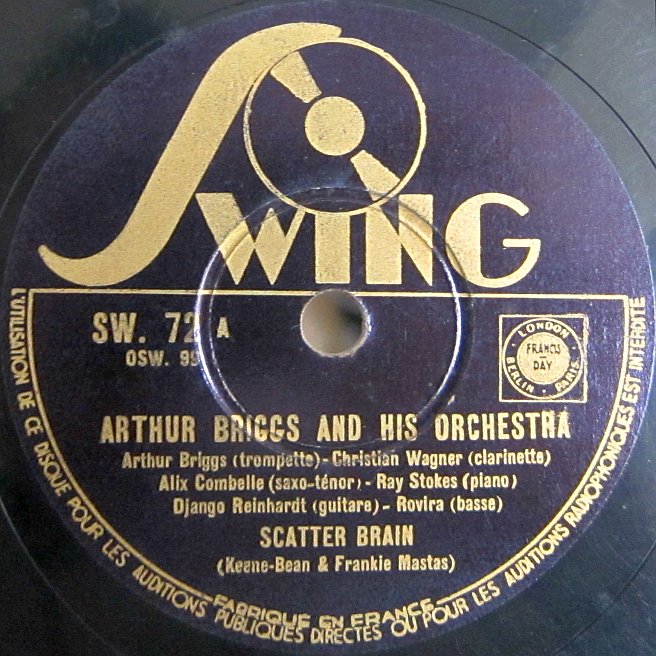 SWING
SW. 72 A
OSW. 99
LONDON
FRANCIS-DAY
BERLIN PARIS
ARTHUR BRIGGS AND HIS ORCHESTRA
Arthur Briggs (trompette) - Christian Wagner (clarinette)
Alix Combelle (saxo-ténor) - Ray Stokes (piano)
Django Reinhardt (guitare) - Rovira (basse)
SCATTER BRAIN
(Keene-Bean & Frankie Mastas)
FABRIQUÉ EN FRANCE
L'UTILISATION DE CE DISQUE POUR LES AUDITIONS PUBLIQUES DIRECTES OU POUR LES AUDITIONS RADIOPHONIQUES EST INTERDITE